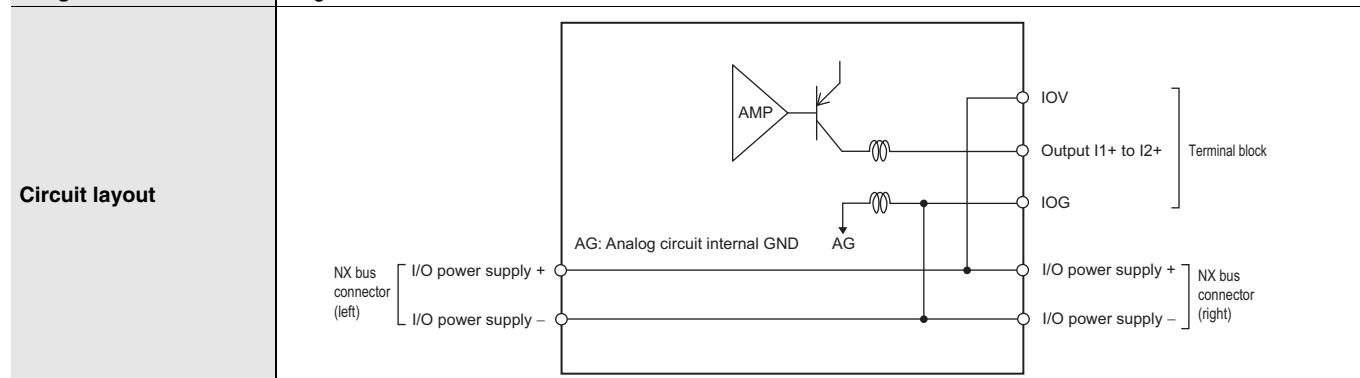 Circuit layout
AMP
IOV
Output I1+ to I2+
Terminal block
IOG
AG: Analog circuit internal GND
AG
NX bus
connector
(left)
I/O power supply +
I/O power supply –
I/O power supply +
I/O power supply –
NX bus
connector
(right)